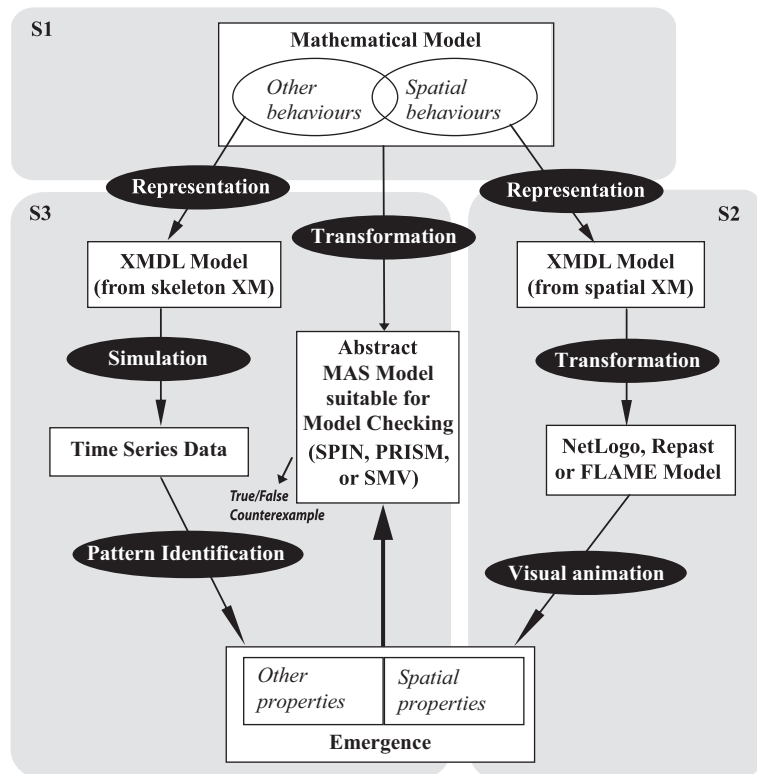 S1
Mathematical Model
Other
behaviours
Spatial
behaviours
Representation
Representation
S3
S2
Transformation
XMDL Model
(from skeleton XM)
XMDL Model
(from spatial XM)
Simulation
Abstract
MAS Model
suitable for
Model Checking
(SPIN, PRISM,
or SMV)
Transformation
Time Series Data
NetLogo, Repast
or FLAME Model
True/False
Counterexample
Pattern Identification
Visual animation
Other
properties
Spatial
properties
Emergence